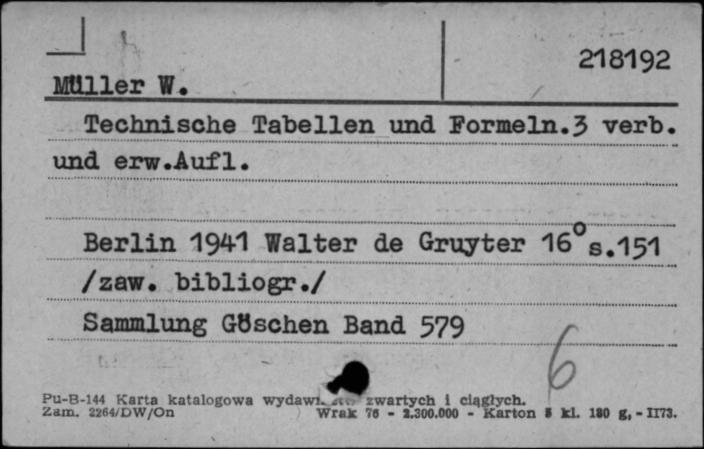 218192
Müller W.
Technische Tabellen und Formeln.3 verb.
und erw.Aufl.
Berlin 1941 Walter de Gruyter 16° s.151
/zaw. bibliogr./
Sammlung Göschen Band 579
6
Pu-B-144 Karta katalogowa zwartych i ciągłych.
Zam. 2264/DW/On Wrak 76 - 2.300.000 - Karton kl. 180 g, - II73.